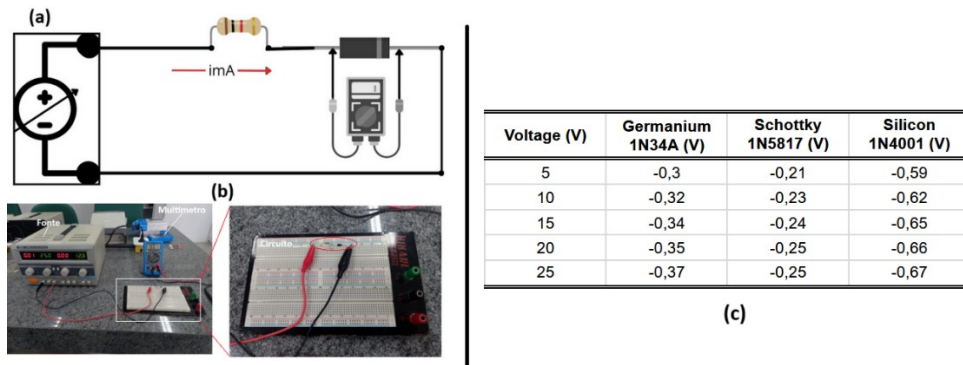 (a)
imA
(b)
Fonte
Multímetro
Circuito
Voltage (V) Germanium 1N34A (V) Schottky 1N5817 (V) Silicon 1N4001 (V)
5 -0,3 -0,21 -0,59
10 -0,32 -0,23 -0,62
15 -0,34 -0,24 -0,65
20 -0,35 -0,25 -0,66
25 -0,37 -0,25 -0,67
(c)